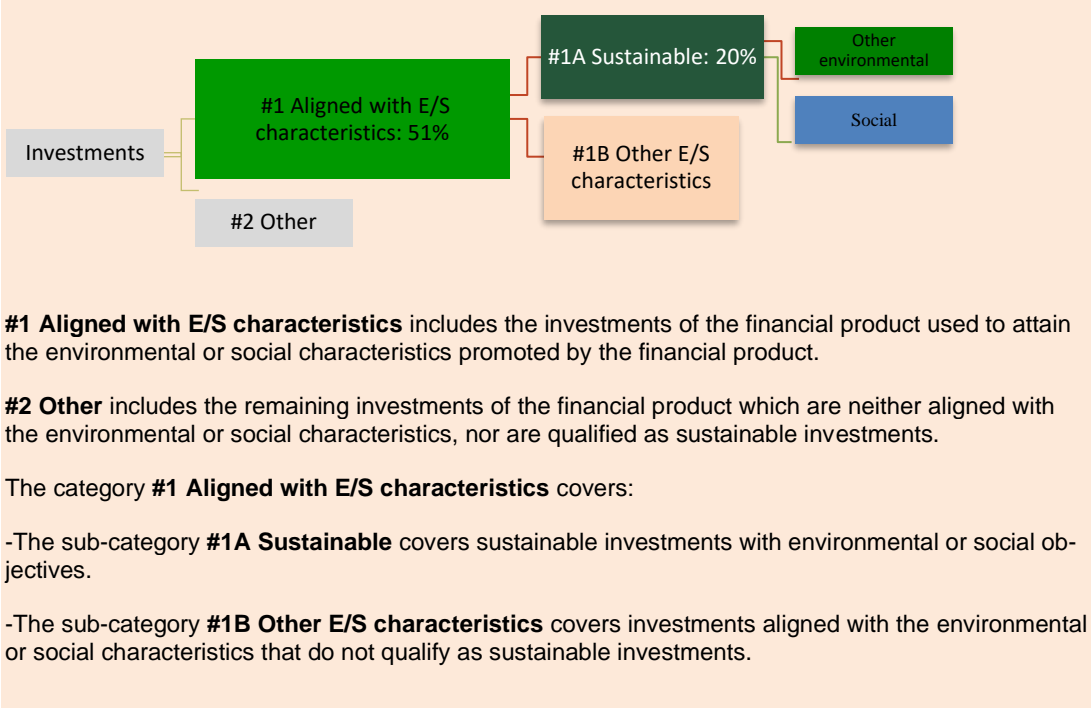 Investments
#1 Aligned with E/S
characteristics: 51%
#2 Other
#1A Sustainable: 20%
#1B Other E/S
characteristics
Other
environmental
Social
#1 Aligned with E/S characteristics includes the investments of the financial product used to attain
the environmental or social characteristics promoted by the financial product.
#2 Other includes the remaining investments of the financial product which are neither aligned with
the environmental or social characteristics, nor are qualified as sustainable investments.
The category #1 Aligned with E/S characteristics covers:
-The sub-category #1A Sustainable covers sustainable investments with environmental or social ob-
jectives.
-The sub-category #1B Other E/S characteristics covers investments aligned with the environmental
or social characteristics that do not qualify as sustainable investments.